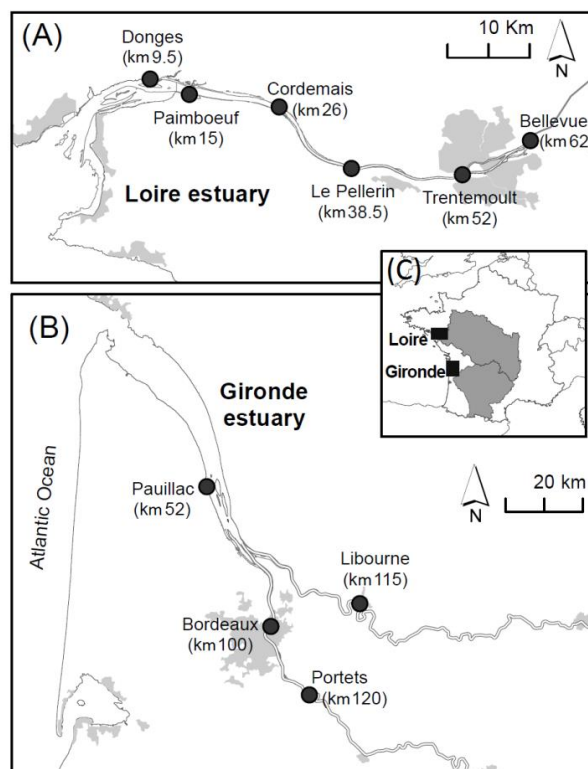 (A)
10 Km
N
Donges
(km 9.5)
Paimboeuf
(km 15)
Cordemais
(km 26)
Bellevue
(km 62)
Le Pellerin
(km 38.5)
Trentemoult
(km 52)
Loire estuary
(C)
Loire
Gironde
(B)
Gironde
estuary
Atlantic Ocean
20 km
N
Pauillac
(km 52)
Libourne
(km 115)
Bordeaux
(km 100)
Portets
(km 120)